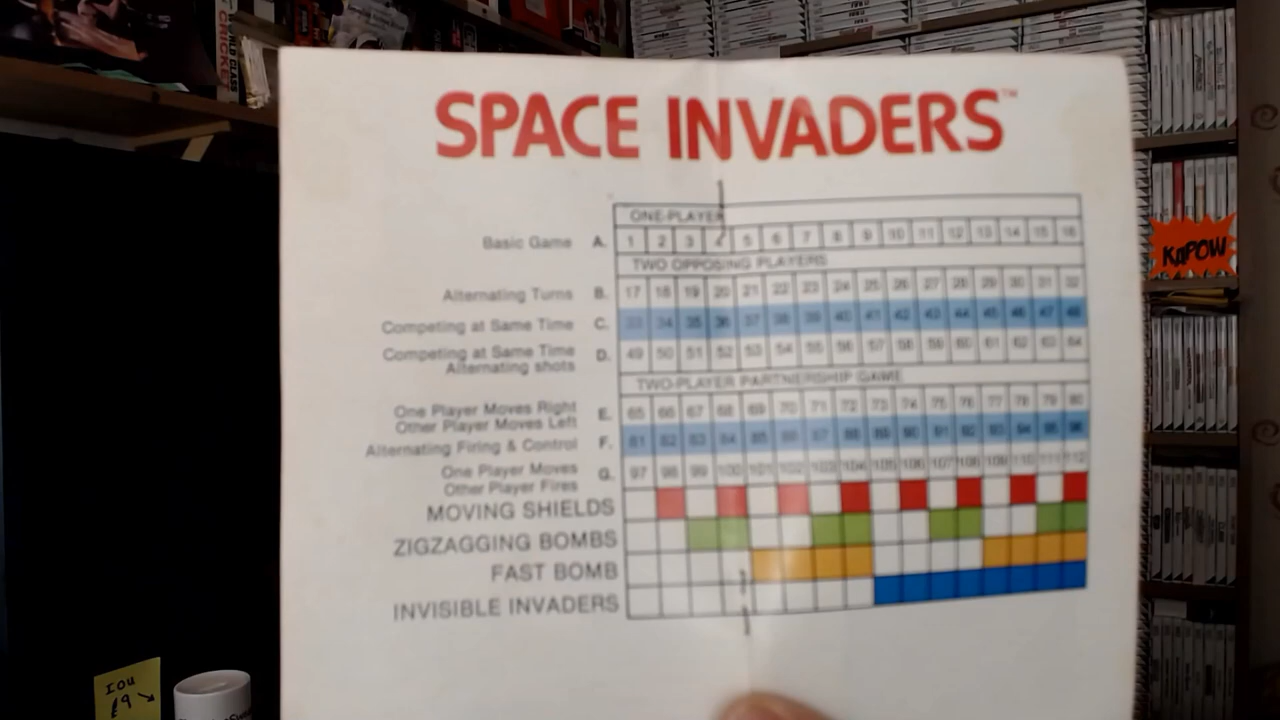 WORLD CLASS
CRICKET
SPACE INVADERS™
ONE-PLAYER
Basic Game A. 1 2 3 4 5 6 7 8 9 10 11 12 13 14 15 16
TWO OPPOSING PLAYERS
Alternating Turns B. 17 18 19 20 21 22 23 24 25 26 27 28 29 30 31 32
Competing at Same Time C. 33 34 35 36 37 38 39 40 41 42 43 44 45 46 47 48
Competing at Same Time
Alternating shots D. 49 50 51 52 53 54 55 56 57 58 59 60 61 62 63 64
TWO-PLAYER PARTNERSHIP GAME
One Player Moves Right
Other Player Moves Left E. 65 66 67 68 69 70 71 72 73 74 75 76 77 78 79 80
Alternating Firing & Control F. 81 82 83 84 85 86 87 88 89 90 91 92 93 94 95 96
One Player Moves
Other Player Fires G. 97 98 99 100 101 102 103 104 105 106 107 108 109 110 111 112
MOVING SHIELDS
ZIGZAGGING BOMBS
FAST BOMB
INVISIBLE INVADERS
KAPOW
IOU
£9